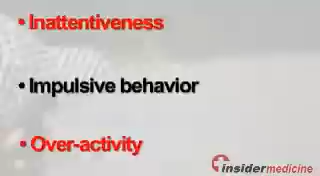 • Inattentiveness
• Impulsive behavior
• Over-activity
insidermedicine